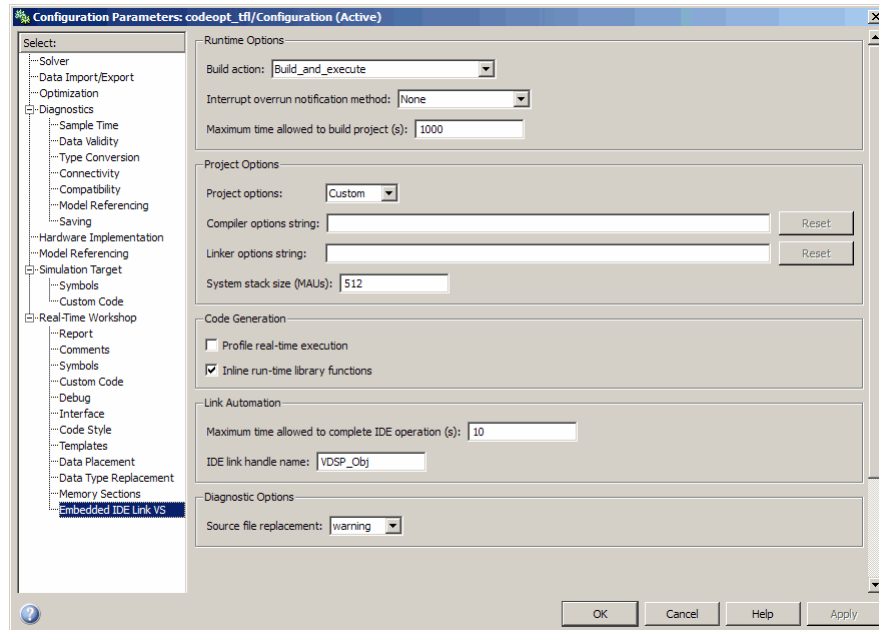 Configuration Parameters: codeopt_tfl/Configuration (Active)
Select:
Solver
Data Import/Export
Optimization
Diagnostics
Sample Time
Data Validity
Type Conversion
Connectivity
Compatibility
Model Referencing
Saving
Hardware Implementation
Model Referencing
Simulation Target
Symbols
Custom Code
Real-Time Workshop
Report
Comments
Symbols
Custom Code
Debug
Interface
Code Style
Templates
Data Placement
Data Type Replacement
Memory Sections
Embedded IDE Link VS
Runtime Options
Build action: Build_and_execute
Interrupt overrun notification method: None
Maximum time allowed to build project (s): 1000
Project Options
Project options: Custom
Compiler options string: Reset
Linker options string: Reset
System stack size (MAUs): 512
Code Generation
Profile real-time execution
Inline run-time library functions
Link Automation
Maximum time allowed to complete IDE operation (s): 10
IDE link handle name: VDSP_Obj
Diagnostic Options
Source file replacement: warning
OK Cancel Help Apply